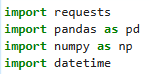 import requests
import pandas as pd
import numpy as np
import datetime